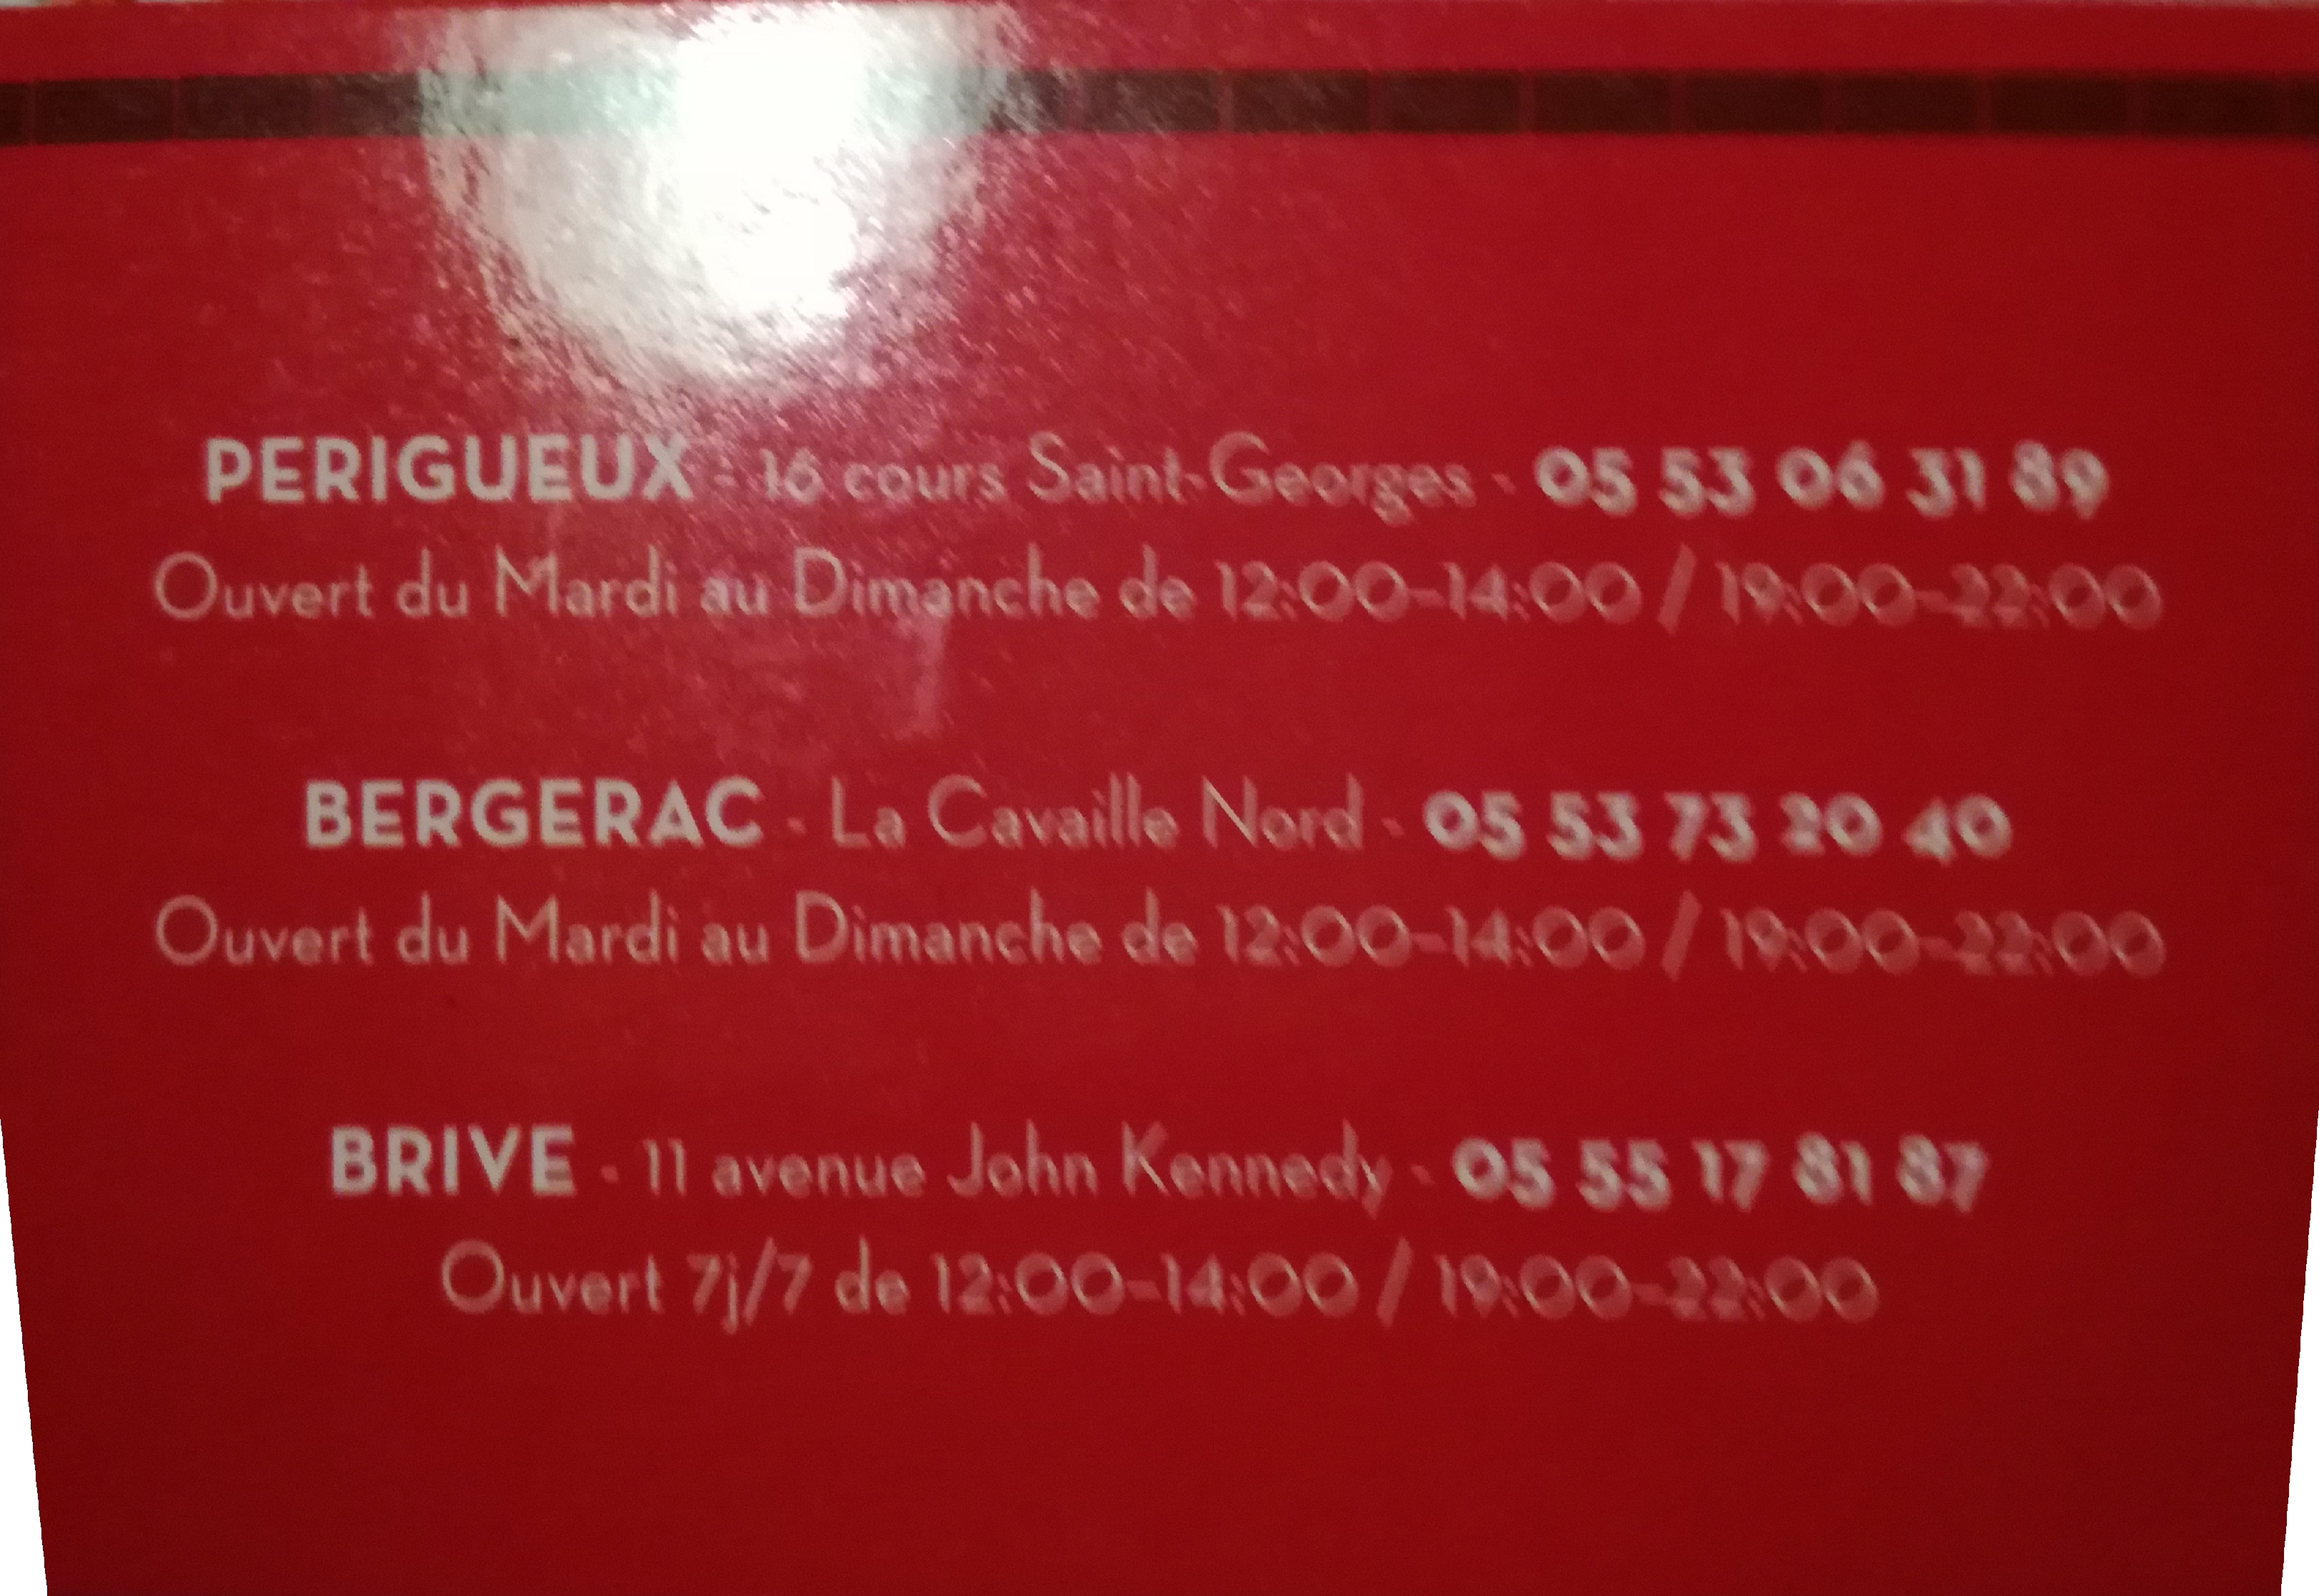 PERIGUEUX - 16 cours Saint-Georges - 05 53 06 31 89
Ouvert du Mardi au Dimanche de 12:00-14:00 / 19:00-22:00
BERGERAC - La Cavaille Nord - 05 53 73 20 40
Ouvert du Mardi au Dimanche de 12:00-14:00 / 19:00-22:00
BRIVE - 11 avenue John Kennedy - 05 55 17 81 87
Ouvert 7j/7 de 12:00-14:00 / 19:00-22:00